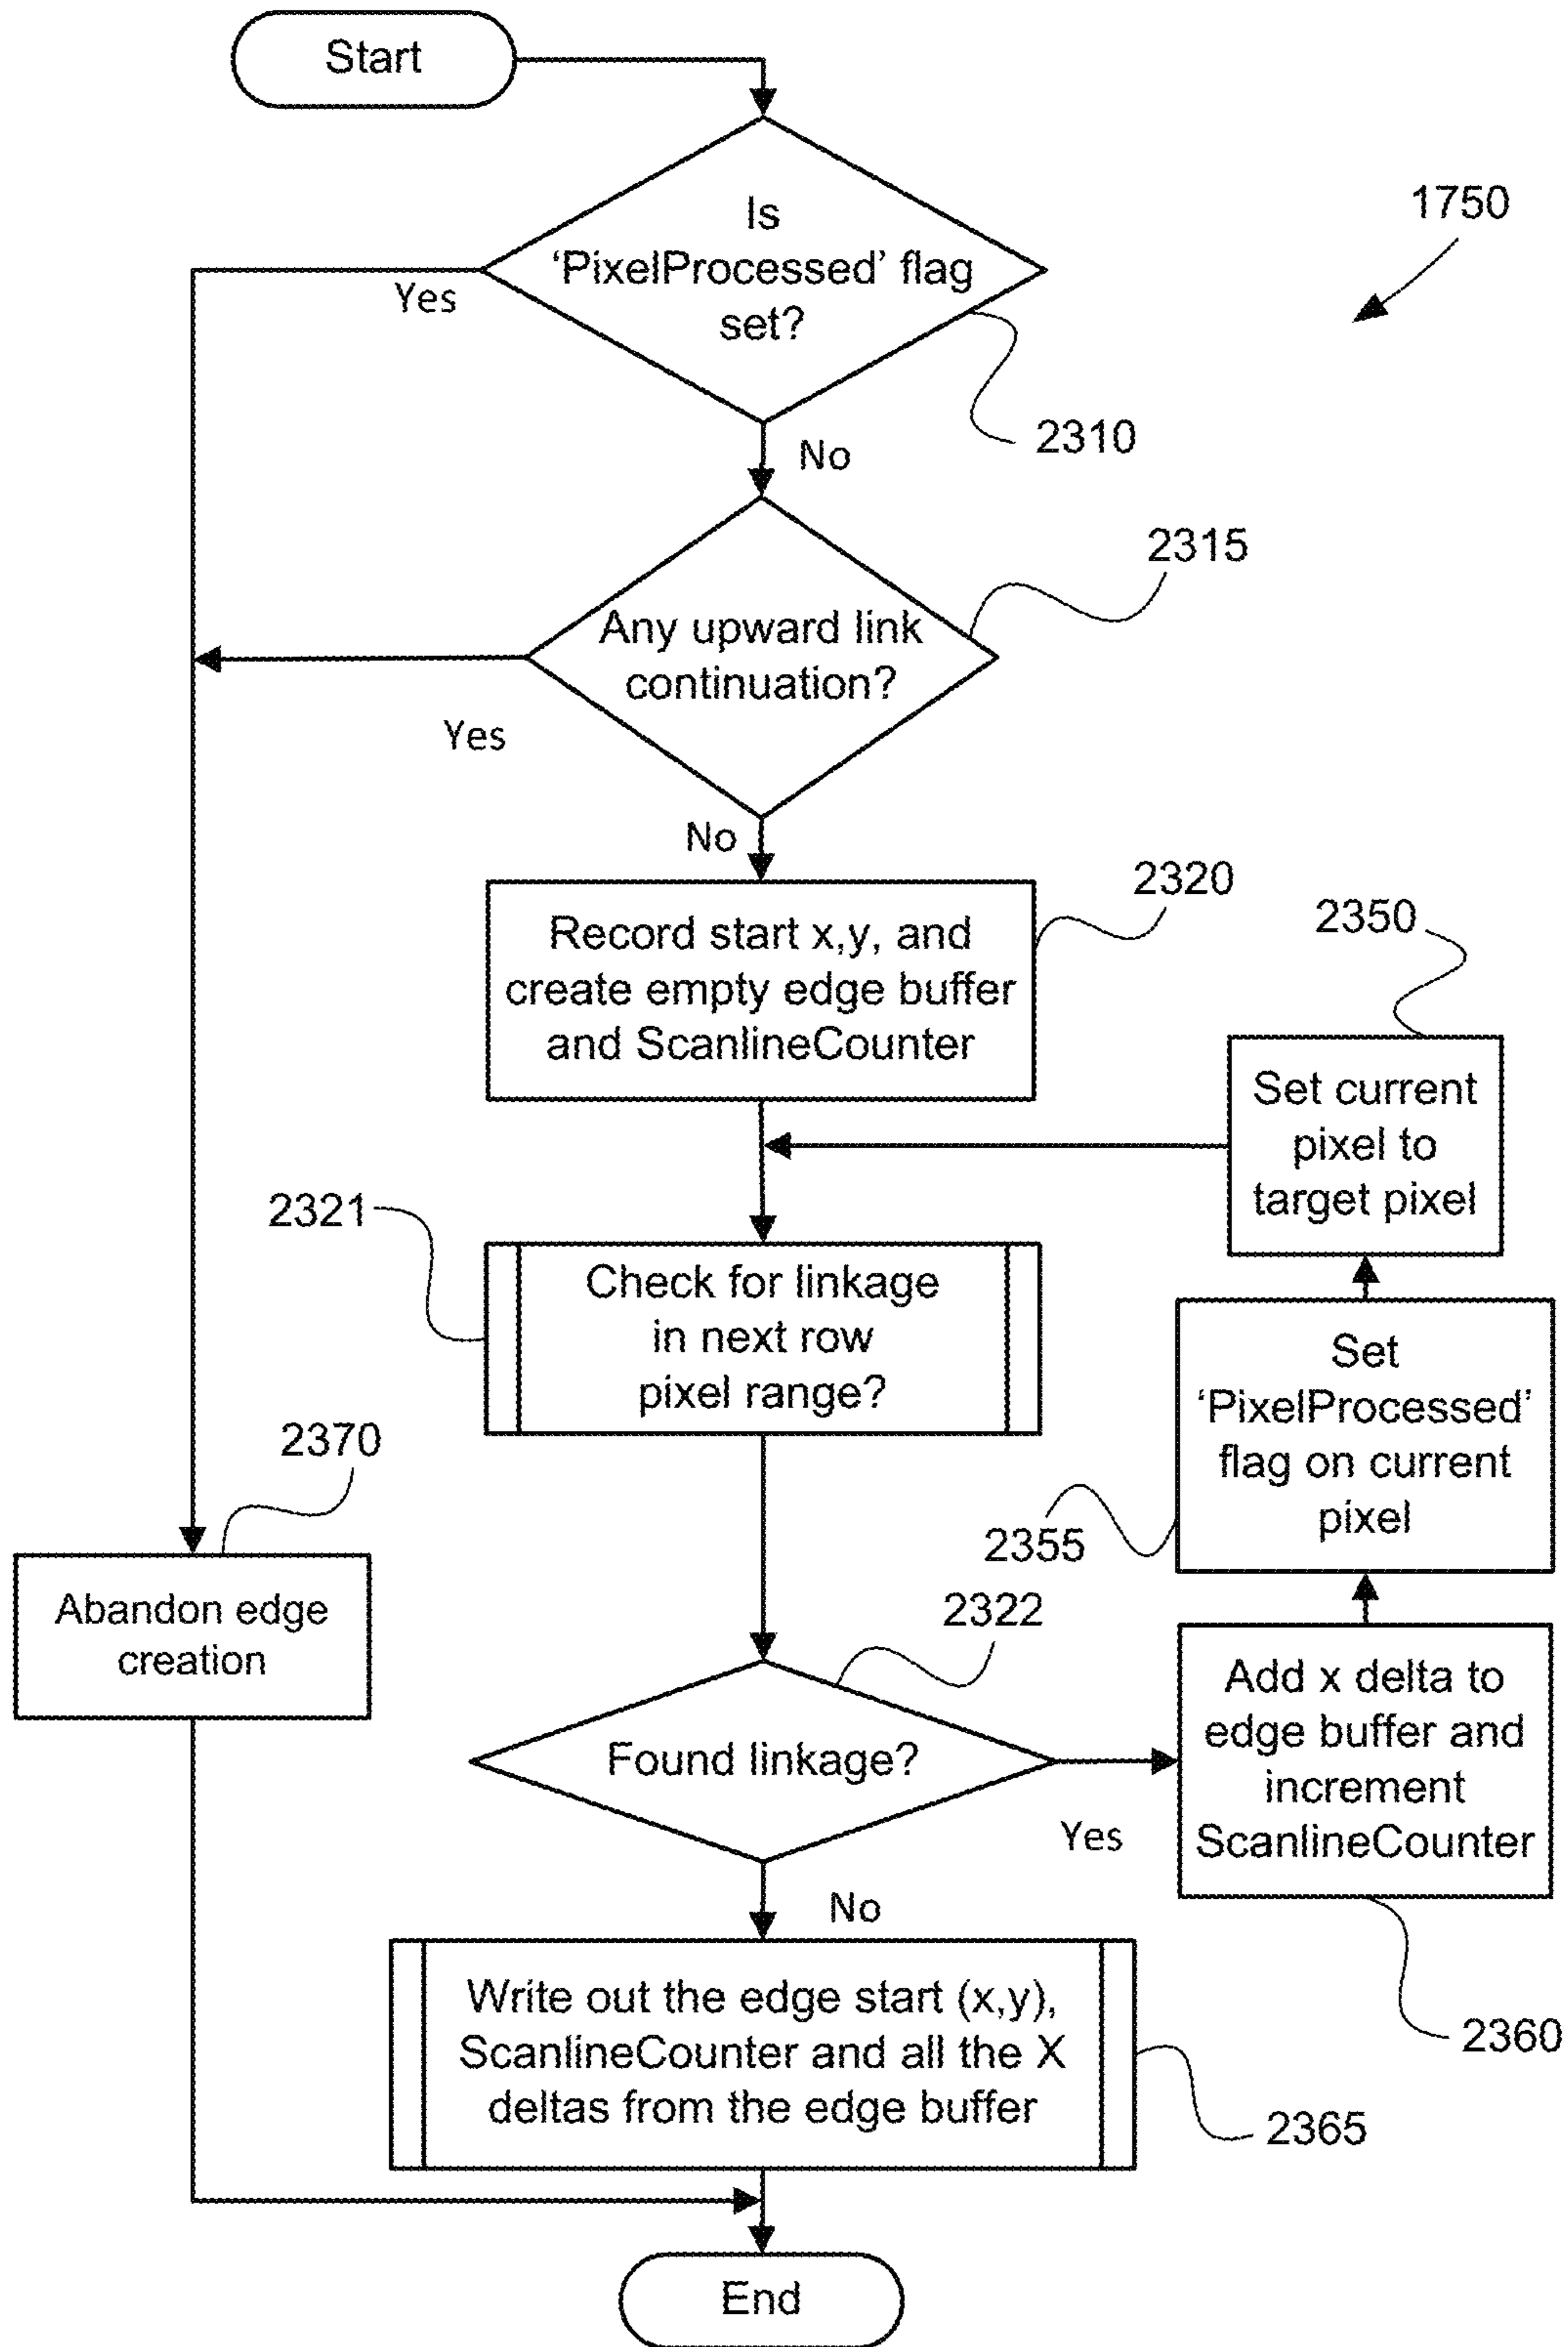 Start
1750
Is
‘PixelProcessed’ flag
set?
Yes
2310
No
2315
Any upward link
continuation?
Yes
No
2320
Record start x,y, and
create empty edge buffer
and ScanlineCounter
2350
Set current
pixel to
target pixel
2321
Check for linkage
in next row
pixel range?
Set
‘PixelProcessed’
flag on current
pixel
2355
2370
Abandon edge
creation
2322
Found linkage?
Yes
Add x delta to
edge buffer and
increment
ScanlineCounter
2360
No
Write out the edge start (x,y),
ScanlineCounter and all the X
deltas from the edge buffer
2365
End